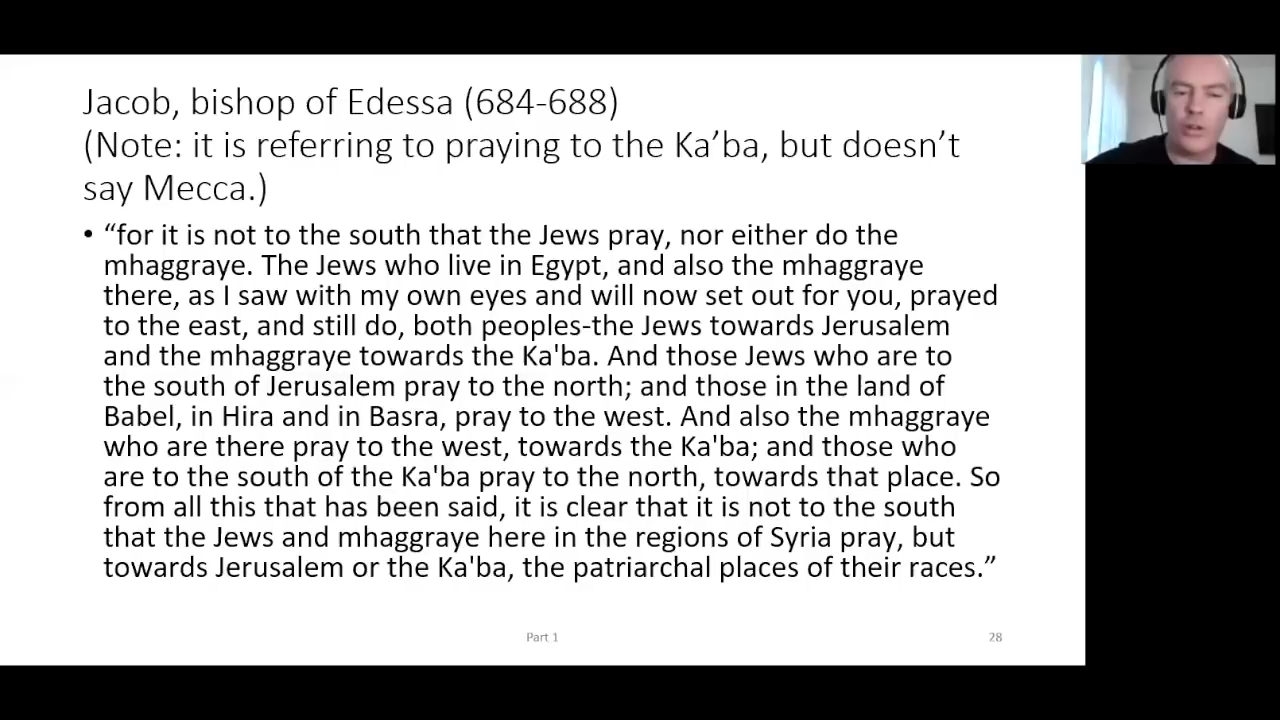 Jacob, bishop of Edessa (684-688)
(Note: it is referring to praying to the Ka’ba, but doesn’t
say Mecca.)
• “for it is not to the south that the Jews pray, nor either do the
mhaggraye. The Jews who live in Egypt, and also the mhaggraye
there, as I saw with my own eyes and will now set out for you, prayed
to the east, and still do, both peoples-the Jews towards Jerusalem
and the mhaggraye towards the Ka'ba. And those Jews who are to
the south of Jerusalem pray to the north; and those in the land of
Babel, in Hira and in Basra, pray to the west. And also the mhaggraye
who are there pray to the west, towards the Ka'ba; and those who
are to the south of the Ka'ba pray to the north, towards that place. So
from all this that has been said, it is clear that it is not to the south
that the Jews and mhaggraye here in the regions of Syria pray, but
towards Jerusalem or the Ka'ba, the patriarchal places of their races.”
Part 1
28